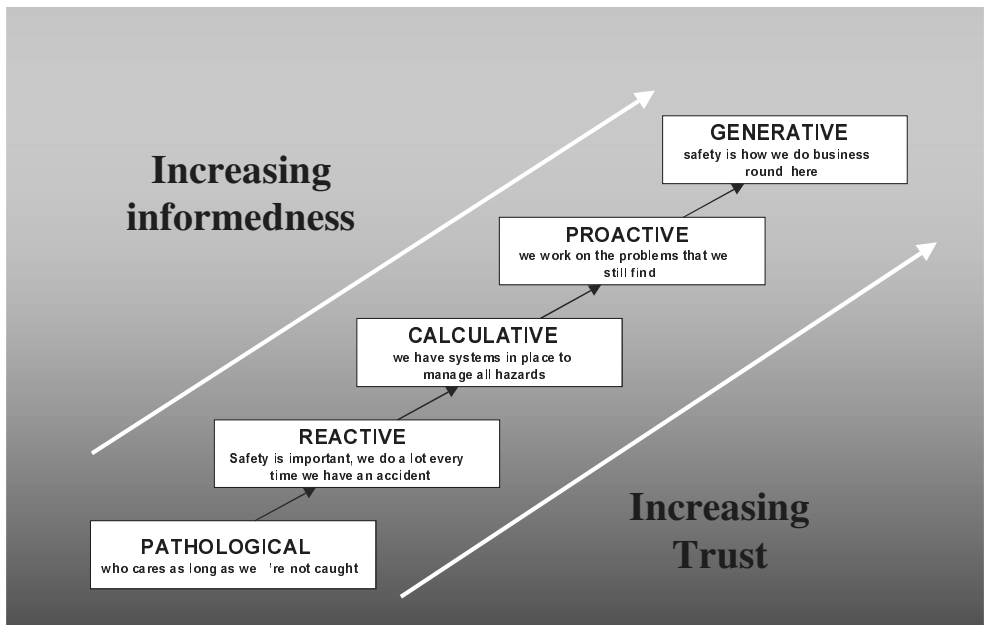 Increasing
informedness
GENERATIVE
safety is how we do business
round here
PROACTIVE
we work on the problems that we
still find
CALCULATIVE
we have systems in place to
manage all hazards
REACTIVE
Safety is important, we do a lot every
time we have an accident
PATHOLOGICAL
who cares as long as we 're not caught
Increasing
Trust